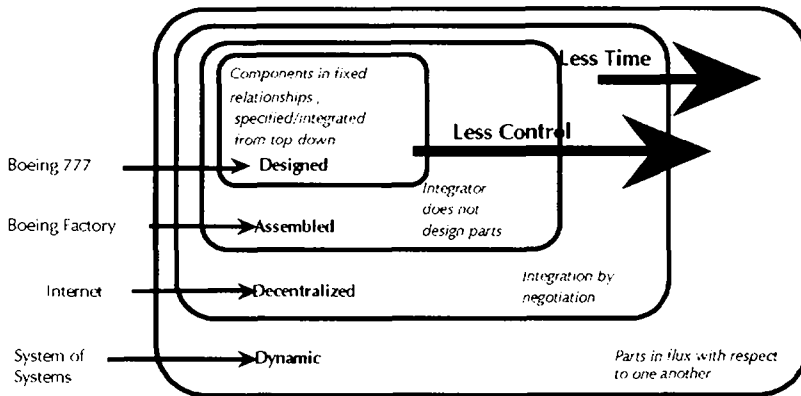 Less Time
Components in fixed
relationships,
specified/integrated
from top down
Less Control
Boeing 777
Designed
Integrator
does not
design parts
Boeing Factory
Assembled
Integration by
negotiation
Internet
Decentralized
System of
Systems
Dynamic
Parts in flux with respect
to one another